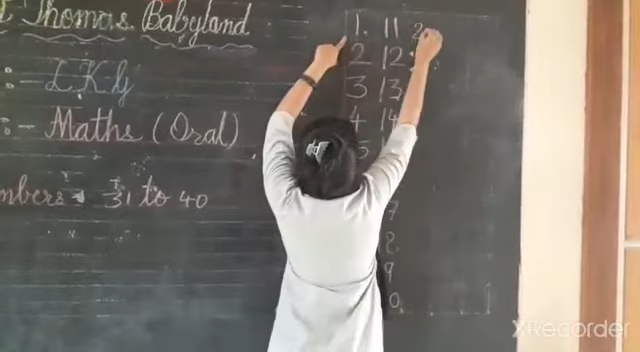 Thomas Babyland
:- LKG
:- Maths (Oral)
mbers :- 31 to 40
1. 11 2
2 12
3 13
4 14
5
7
8
9
0
XRecorder